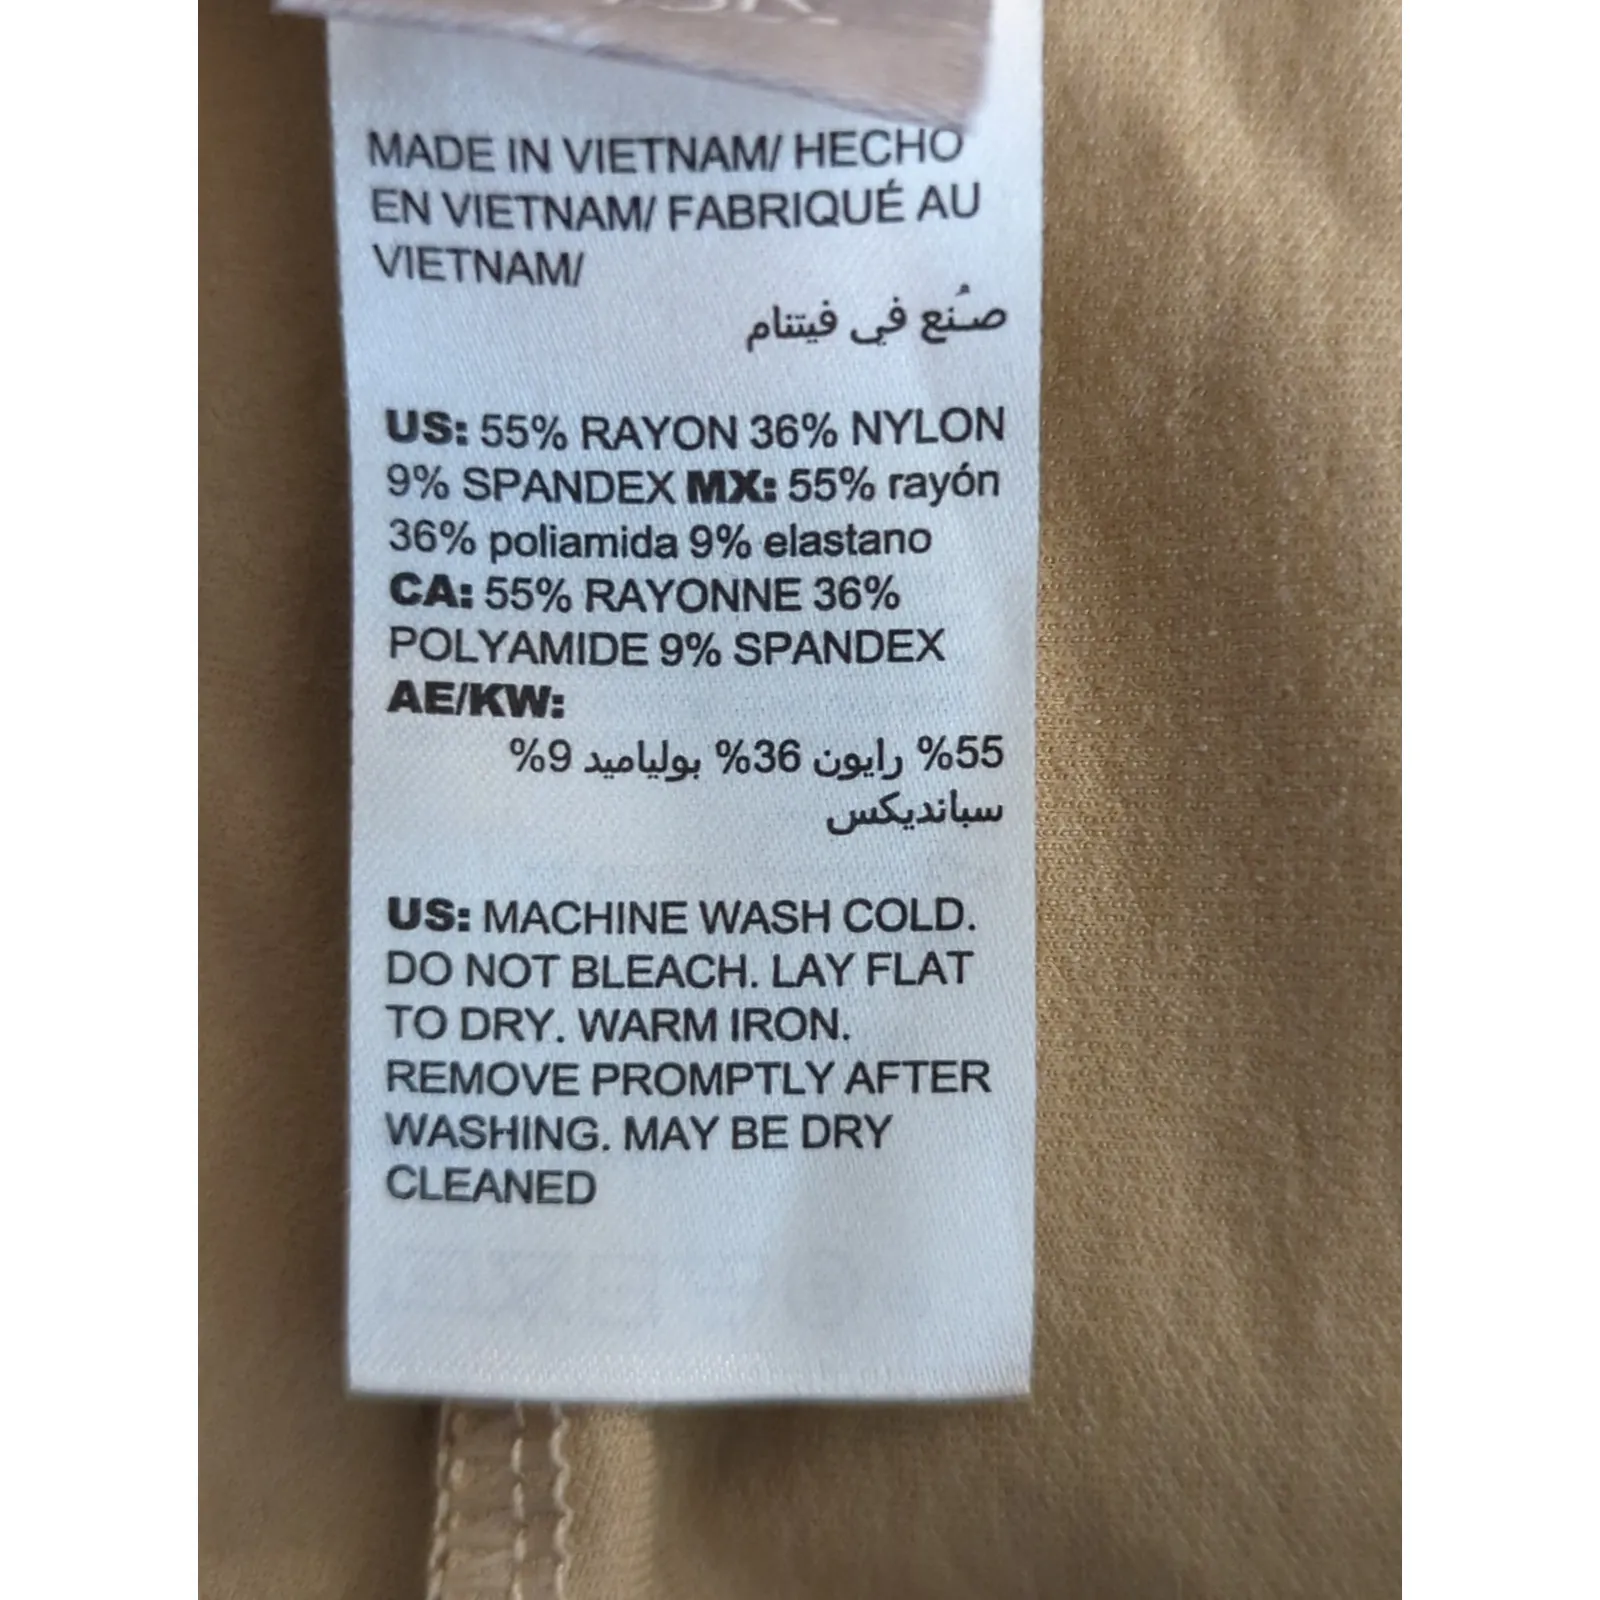 MADE IN VIETNAM/ HECHO
EN VIETNAM/ FABRIQUÉ AU
VIETNAM/
صُنع في فيتنام
US: 55% RAYON 36% NYLON
9% SPANDEX MX: 55% rayón
36% poliamida 9% elastano
CA: 55% RAYONNE 36%
POLYAMIDE 9% SPANDEX
AE/KW:
55% رايون 36% بولياميد 9%
سبانديكس
US: MACHINE WASH COLD.
DO NOT BLEACH. LAY FLAT
TO DRY. WARM IRON.
REMOVE PROMPTLY AFTER
WASHING. MAY BE DRY
CLEANED